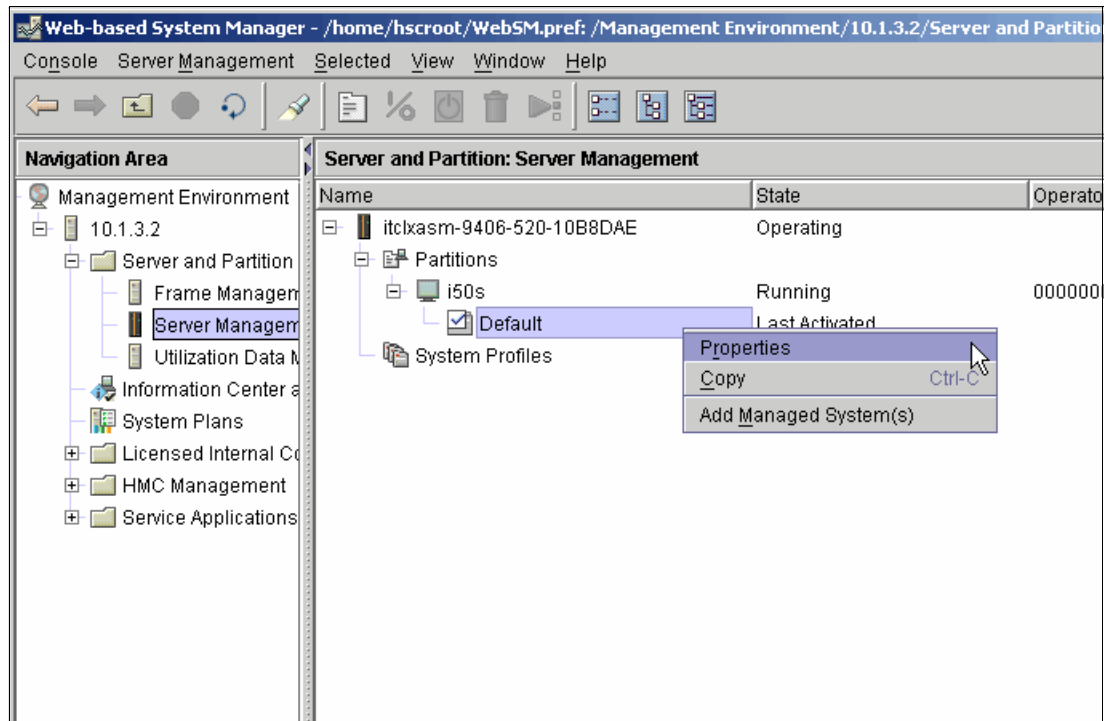 Web-based System Manager - /home/hscroot/WebSM.pref: /Management Environment/10.1.3.2/Server and Partitio
Console Server Management Selected View Window Help
Navigation Area
Server and Partition: Server Management
Management Environment
10.1.3.2
Server and Partition
Frame Managem
Server Managem
Utilization Data M
Information Center a
System Plans
Licensed Internal Co
HMC Management
Service Applications
Name State Operato
itclxasm-9406-520-10B8DAE Operating
Partitions
i50s Running 0000000
Default Last Activated
System Profiles
Properties
Copy Ctrl-C
Add Managed System(s)